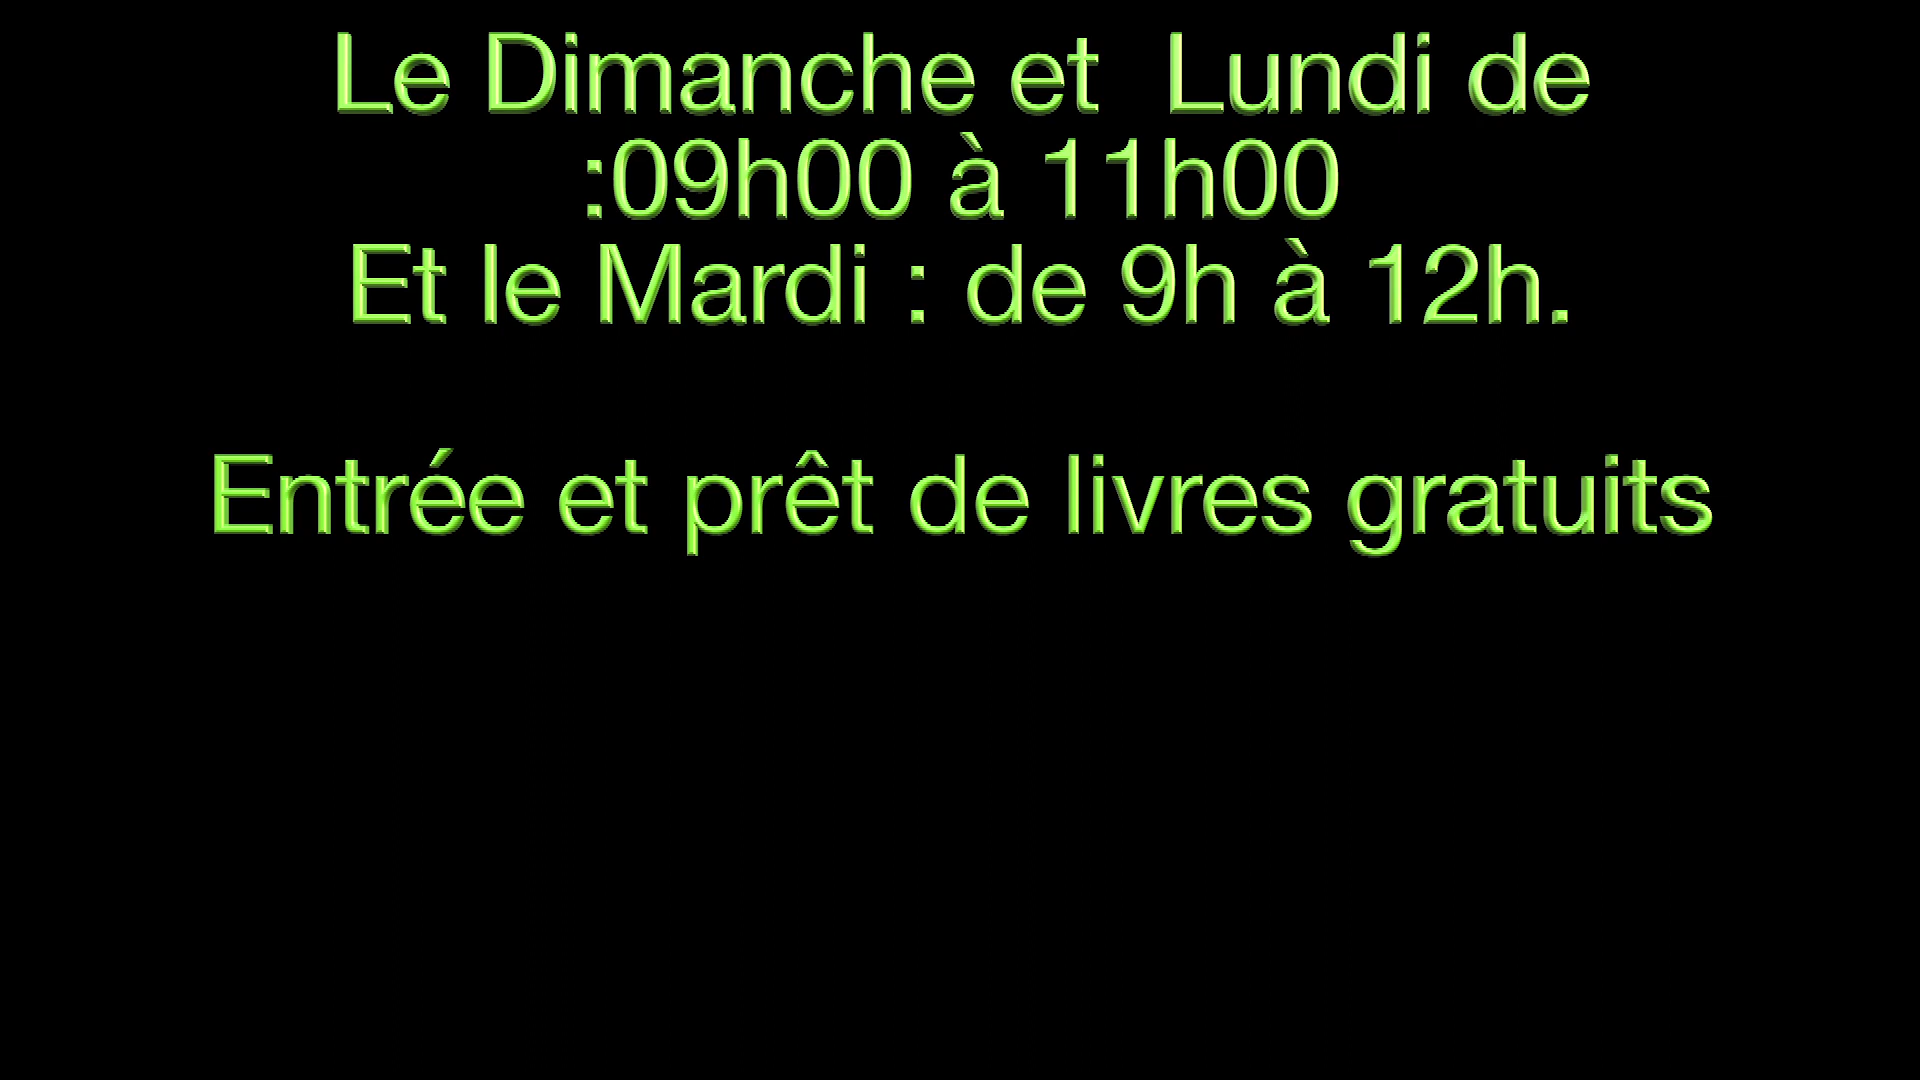 Le Dimanche et  Lundi de
:09h00 à 11h00
Et le Mardi : de 9h à 12h.
Entrée et prêt de livres gratuits